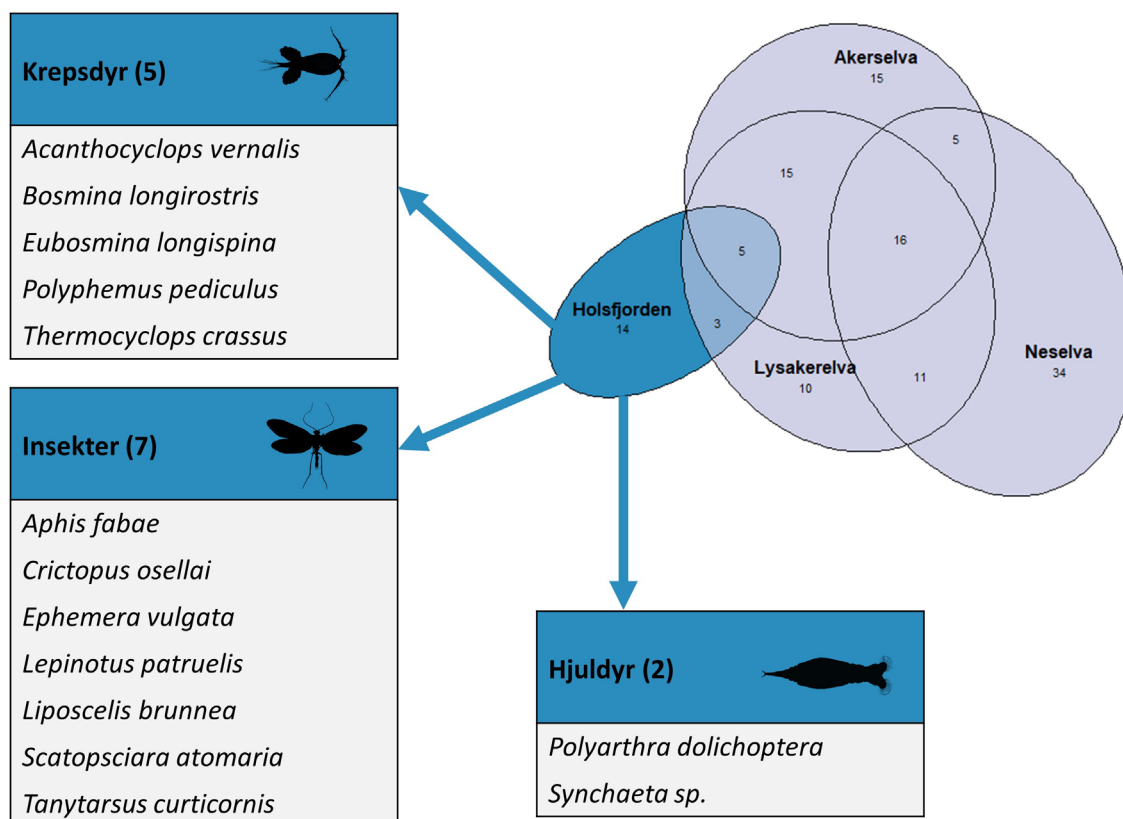 Krepsdyr (5)
Acanthocyclops vernalis
Bosmina longirostris
Eubosmina longispina
Polyphemus pediculus
Thermocyclops crassus
Insekter (7)
Aphis fabae
Crictopus osellai
Ephemera vulgata
Lepinotus patruelis
Liposcelis brunnea
Scatopsciara atomaria
Tanytarsus curticornis
Akerselva
15
5
15
16
5
Holsfjorden
14
3
Lysakerelva
10
11
Neselva
34
Hjuldyr (2)
Polyarthra dolichoptera
Synchaeta sp.